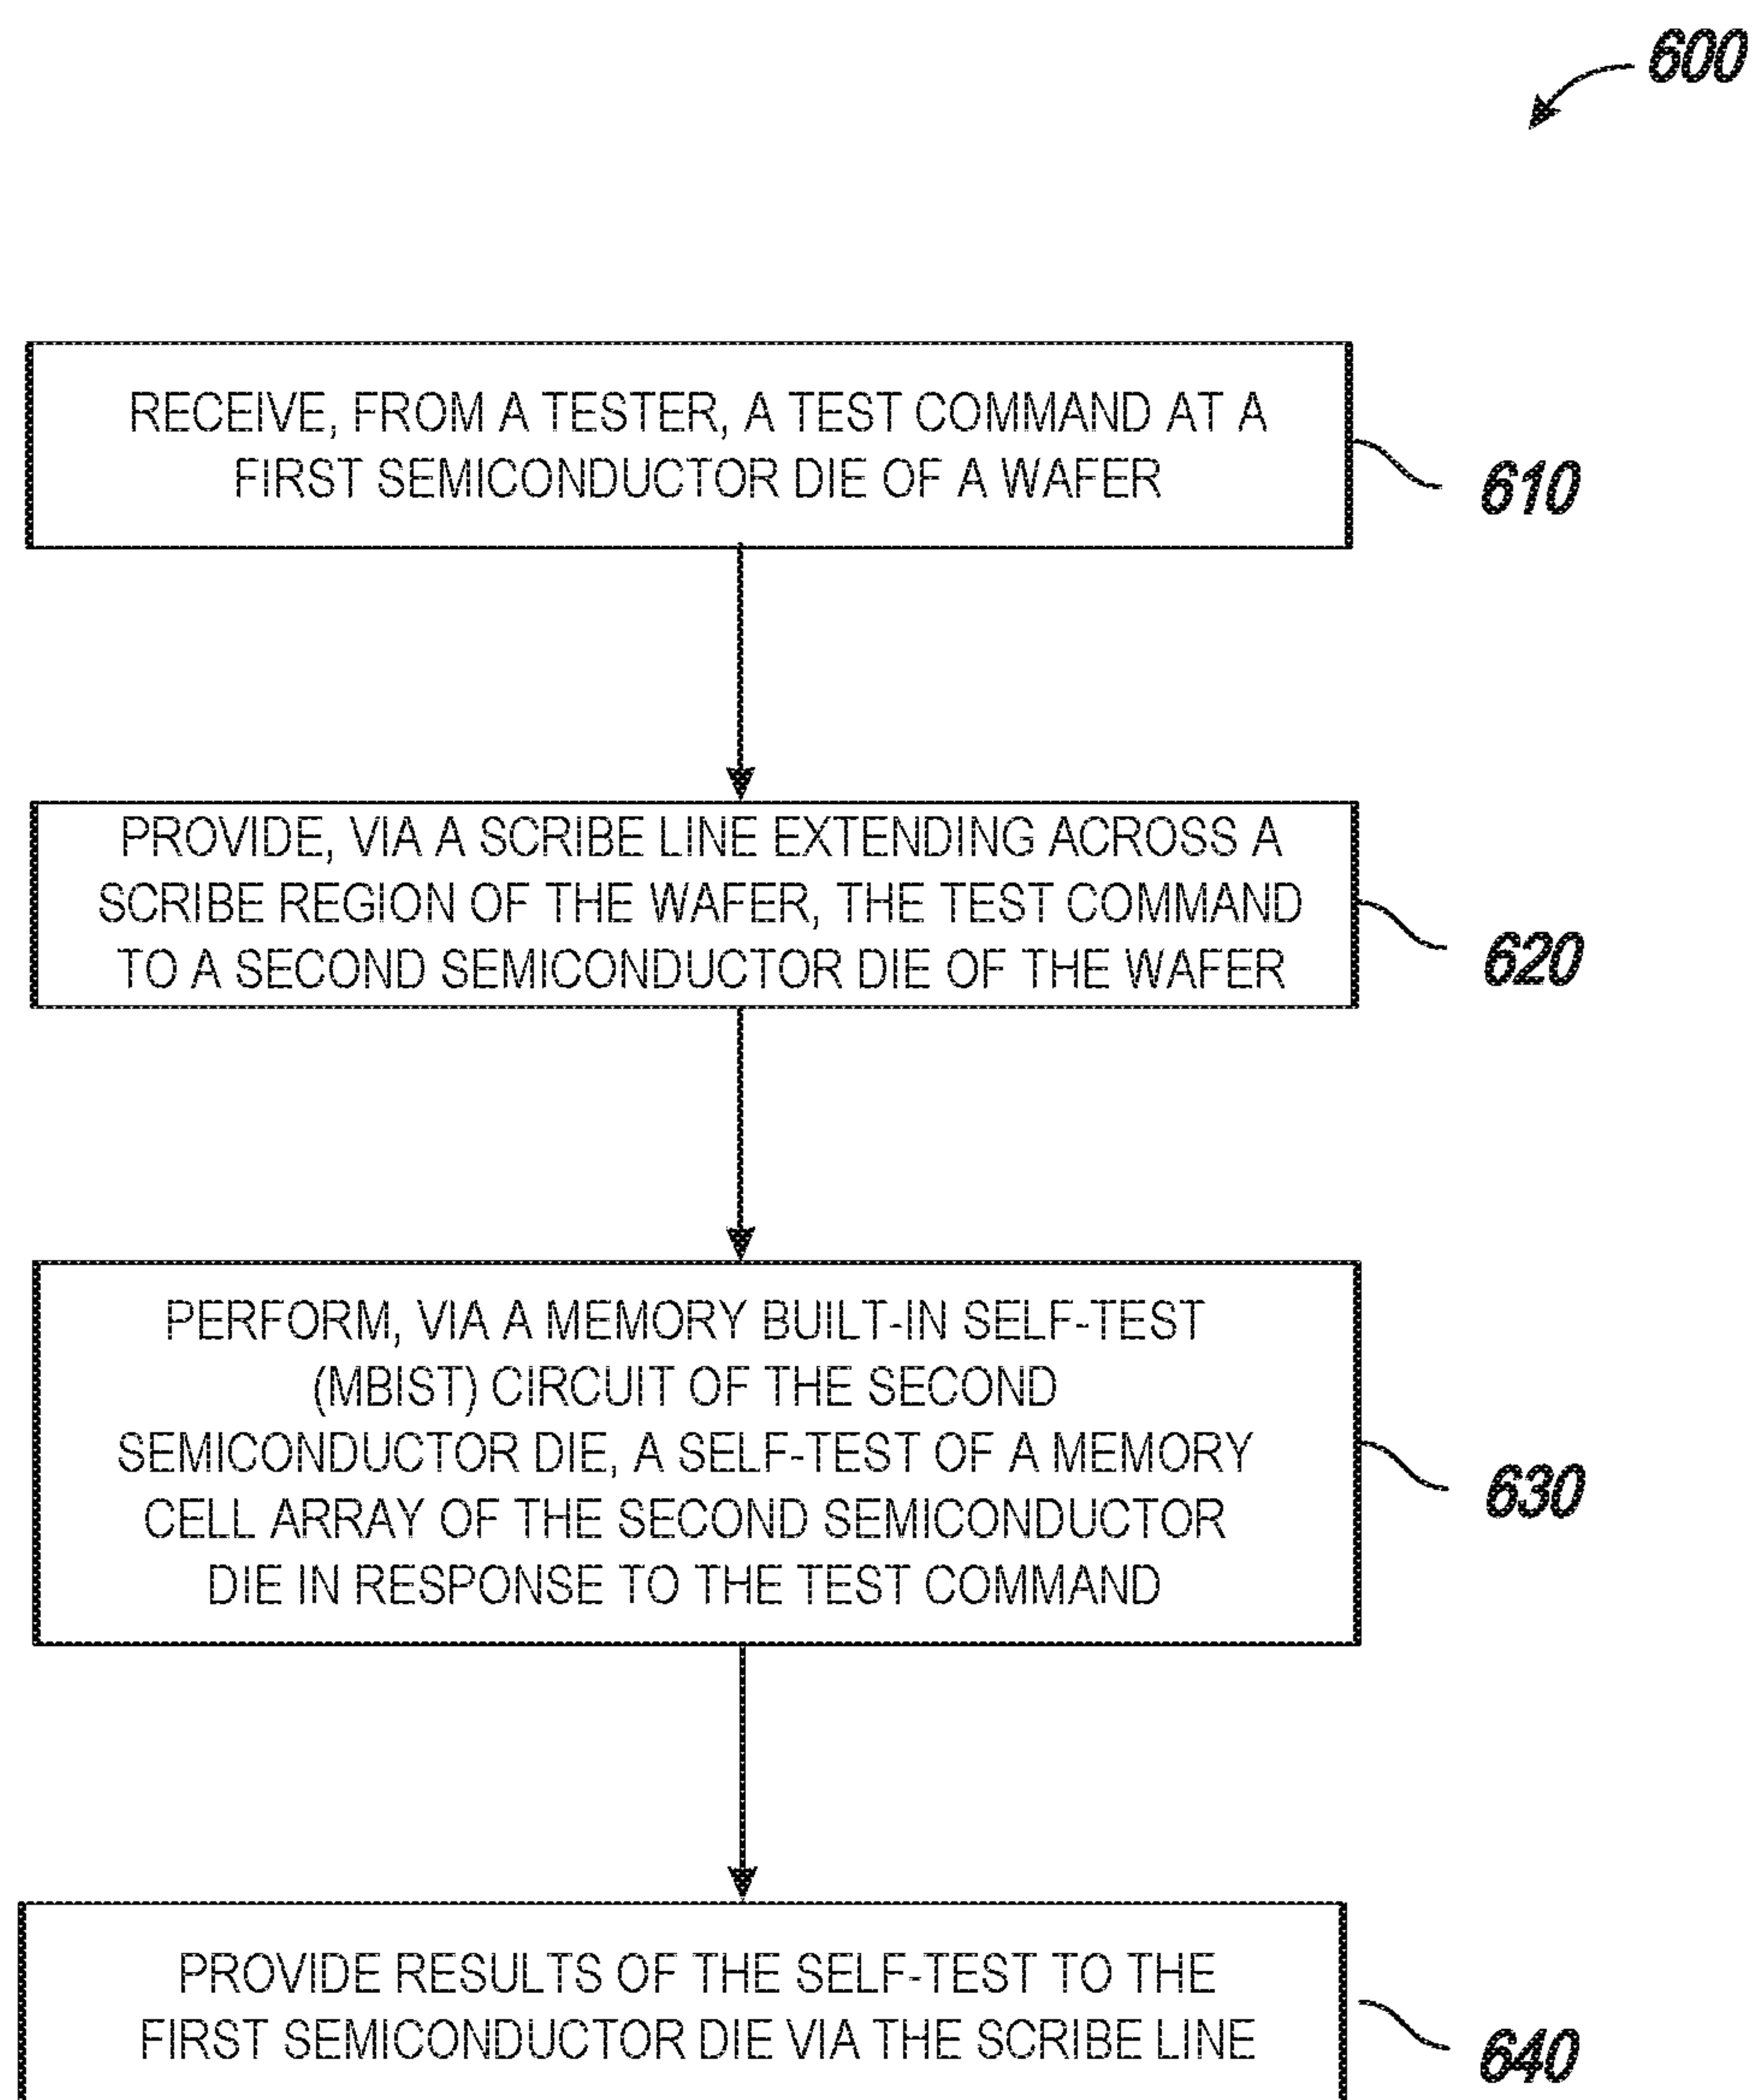 600
RECEIVE, FROM A TESTER, A TEST COMMAND AT A
FIRST SEMICONDUCTOR DIE OF A WAFER
610
PROVIDE, VIA A SCRIBE LINE EXTENDING ACROSS A
SCRIBE REGION OF THE WAFER, THE TEST COMMAND
TO A SECOND SEMICONDUCTOR DIE OF THE WAFER
620
PERFORM, VIA A MEMORY BUILT-IN SELF-TEST
(MBIST) CIRCUIT OF THE SECOND
SEMICONDUCTOR DIE, A SELF-TEST OF A MEMORY
CELL ARRAY OF THE SECOND SEMICONDUCTOR
DIE IN RESPONSE TO THE TEST COMMAND
630
PROVIDE RESULTS OF THE SELF-TEST TO THE
FIRST SEMICONDUCTOR DIE VIA THE SCRIBE LINE
640